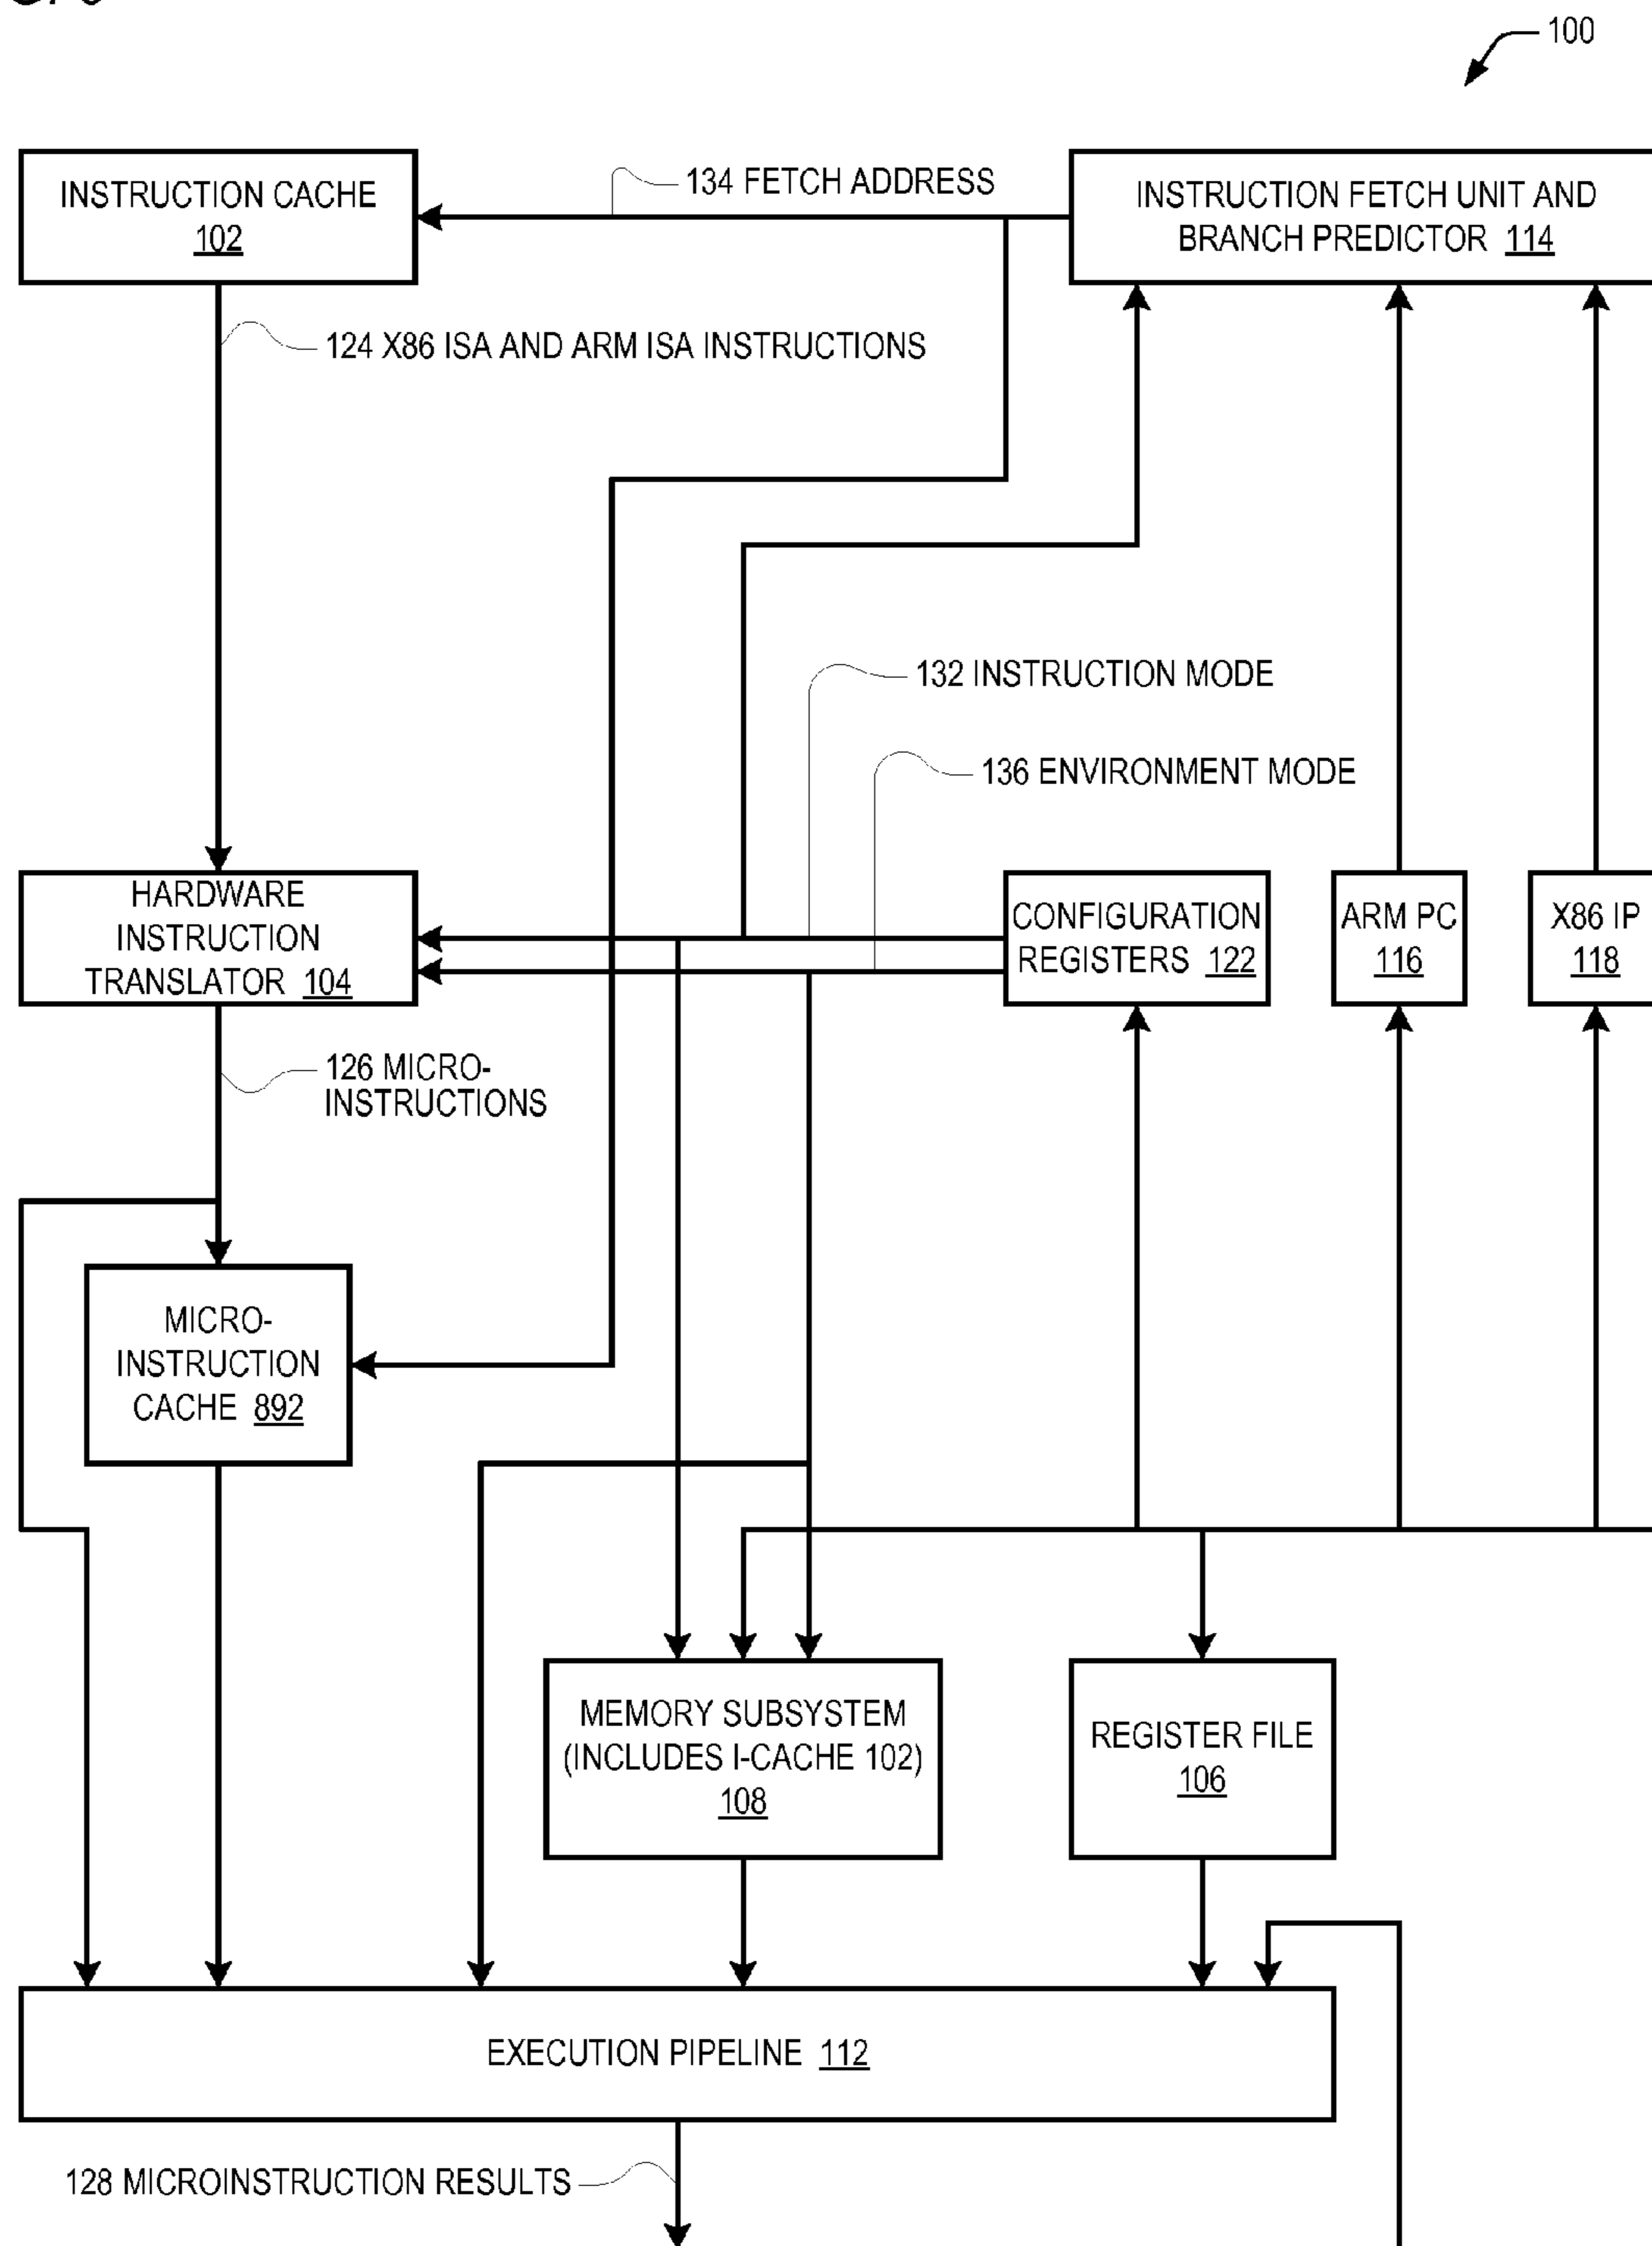 100
INSTRUCTION CACHE
102
134 FETCH ADDRESS
INSTRUCTION FETCH UNIT AND
BRANCH PREDICTOR 114
124 X86 ISA AND ARM ISA INSTRUCTIONS
132 INSTRUCTION MODE
136 ENVIRONMENT MODE
HARDWARE
INSTRUCTION
TRANSLATOR 104
CONFIGURATION
REGISTERS 122
ARM PC
116
X86 IP
118
126 MICRO-
INSTRUCTIONS
MICRO-
INSTRUCTION
CACHE 892
MEMORY SUBSYSTEM
(INCLUDES I-CACHE 102)
108
REGISTER FILE
106
EXECUTION PIPELINE 112
128 MICROINSTRUCTION RESULTS